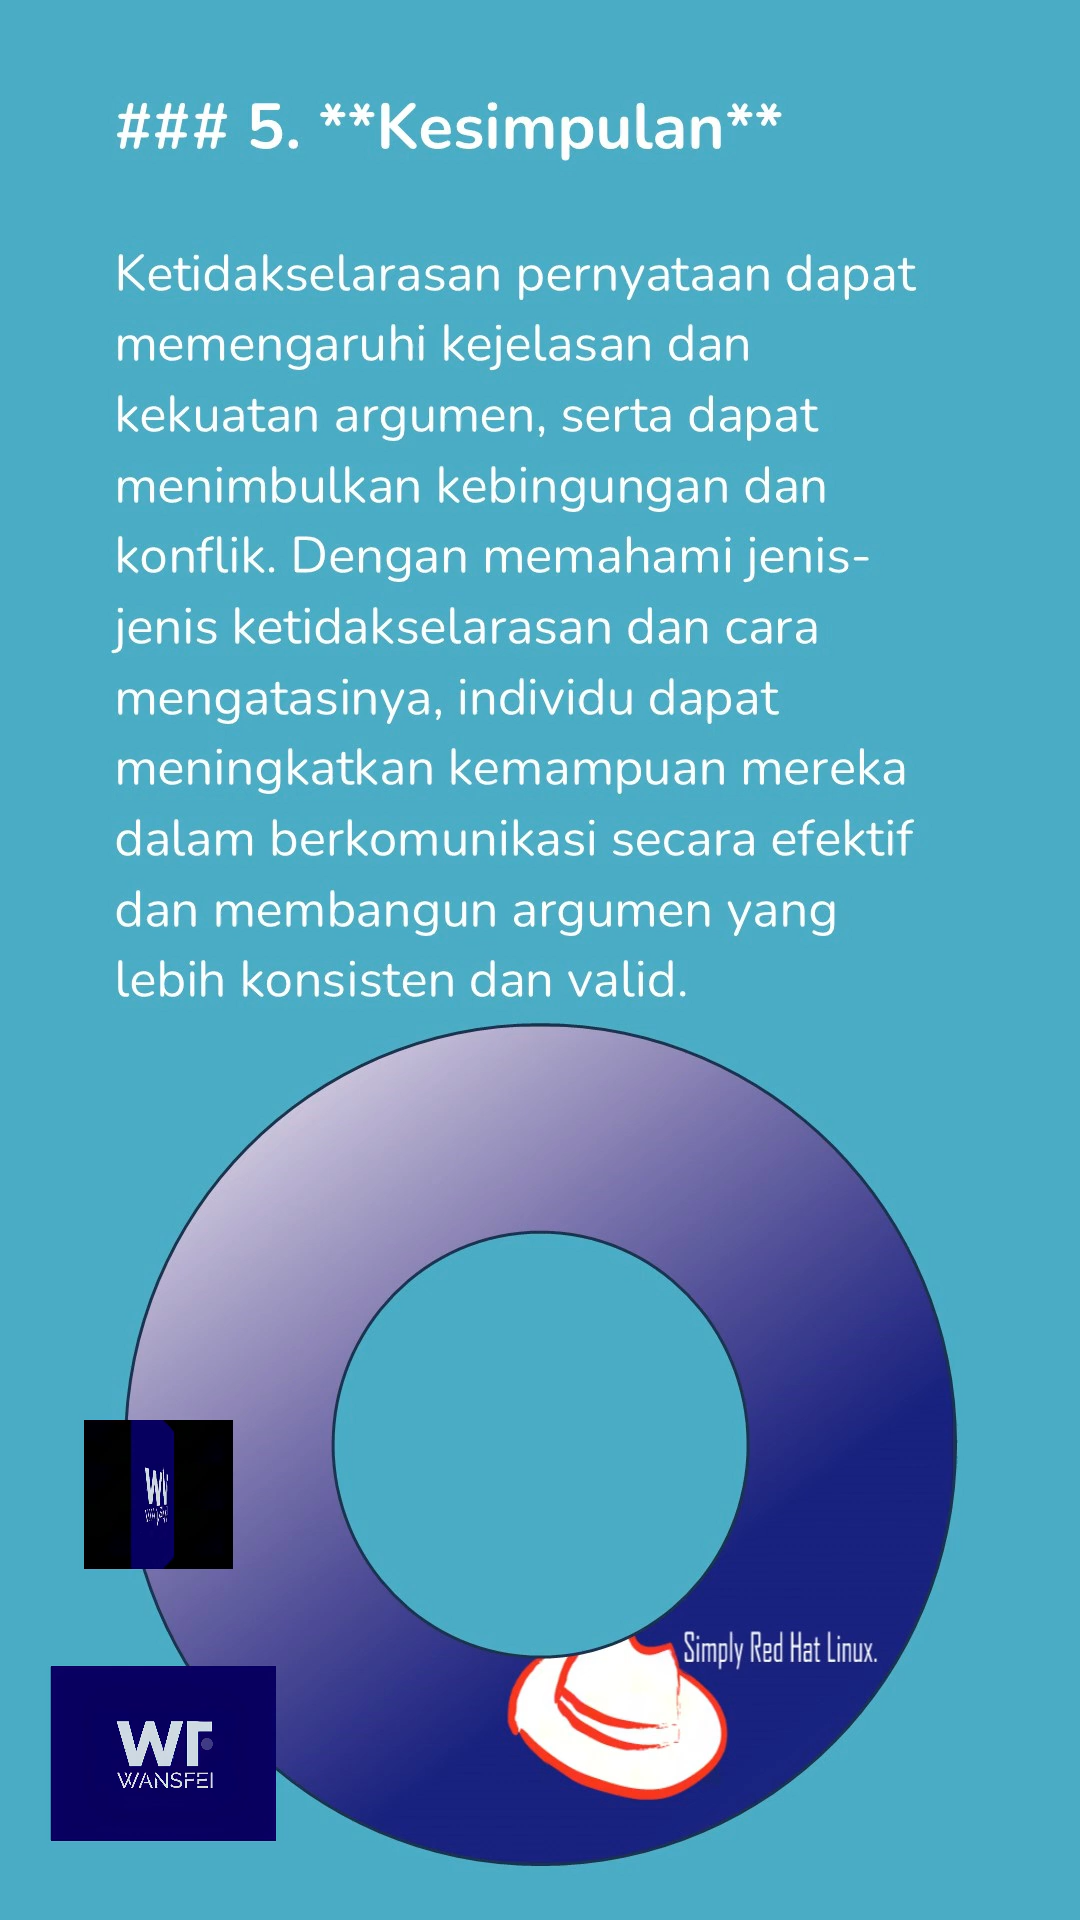 ### 5. **Kesimpulan**
Ketidakselarasan pernyataan dapat
memengaruhi kejelasan dan
kekuatan argumen, serta dapat
menimbulkan kebingungan dan
konflik. Dengan memahami jenis-
jenis ketidakselarasan dan cara
mengatasinya, individu dapat
meningkatkan kemampuan mereka
dalam berkomunikasi secara efektif
dan membangun argumen yang
lebih konsisten dan valid.
Simply Red Hat Linux.
WF
WANSFEI